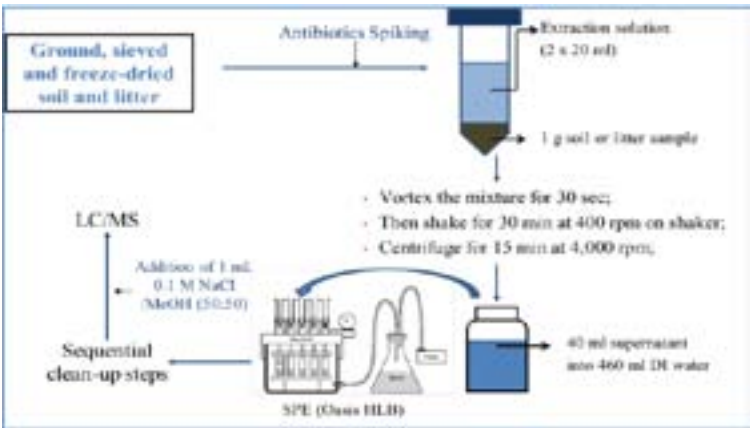 Ground, sieved
and freeze-dried
soil and litter
Antibiotics Spiking
Extraction solution
(2 x 20 ml)
1 g soil or litter sample
- Vortex the mixture for 30 sec;
- Then shake for 30 min at 400 rpm on shaker;
- Centrifuge for 15 min at 4,000 rpm;
LC/MS
Addition of 1 mL
0.1 M NaCl
/MeOH (50:50)
Sequential
clean-up steps
SPE (Oasis HLB)
40 ml supernatant
into 460 ml DI water